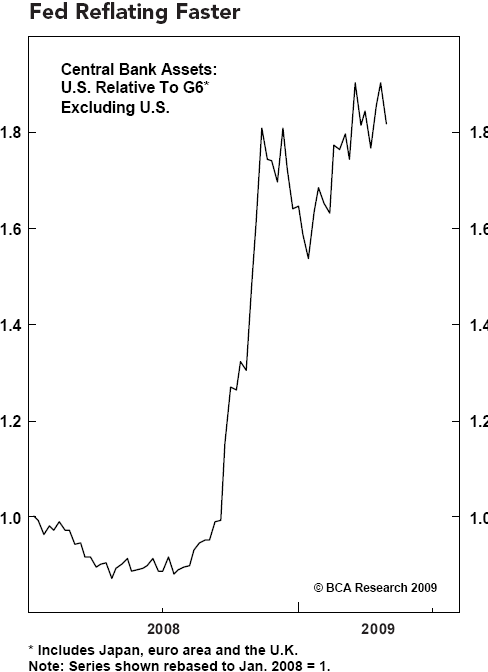 Fed Reflating Faster
Central Bank Assets:
U.S. Relative To G6*
Excluding U.S.
1.8 1.8
1.6 1.6
1.4 1.4
1.2 1.2
1.0 1.0
© BCA Research 2009
2008 2009
* Includes Japan, euro area and the U.K.
Note: Series shown rebased to Jan. 2008 = 1.